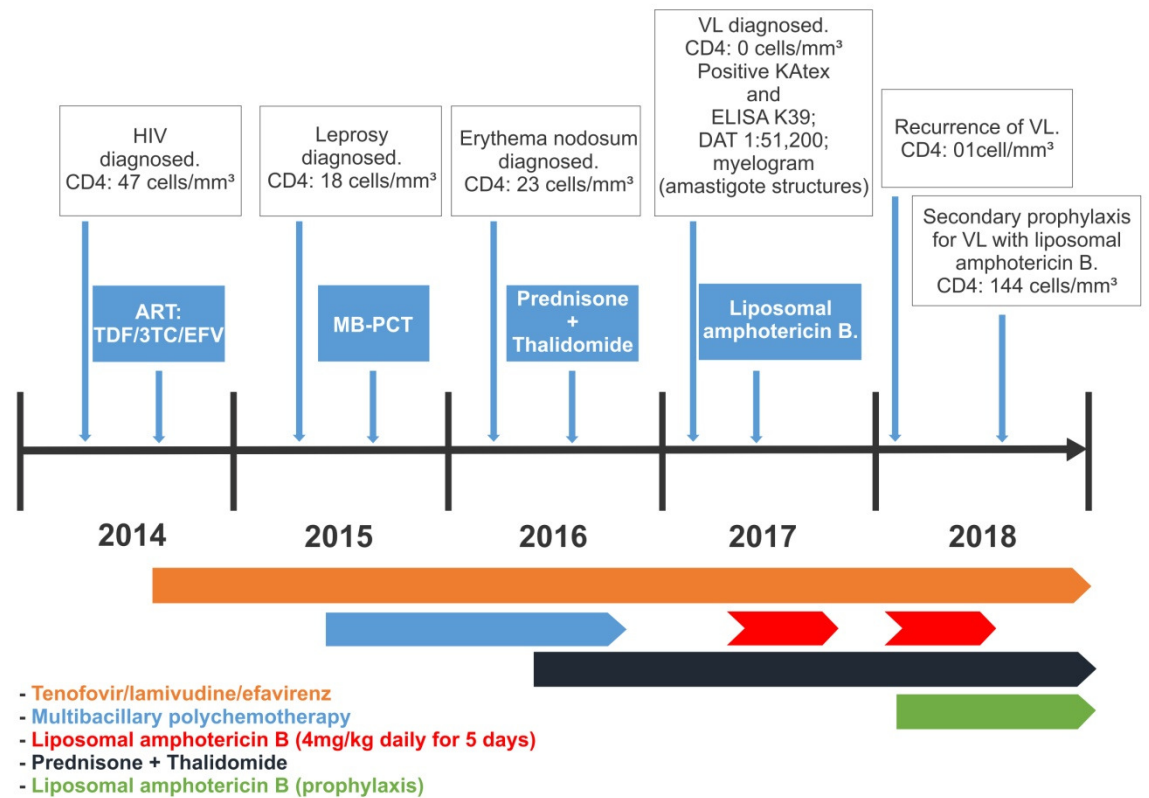 HIV
diagnosed.
CD4: 47 cells/mm³
Leprosy
diagnosed.
CD4: 18 cells/mm³
Erythema nodosum
diagnosed.
CD4: 23 cells/mm³
VL diagnosed.
CD4: 0 cells/mm³
Positive KAtex
and
ELISA K39;
DAT 1:51,200;
myelogram
(amastigote structures)
Recurrence of VL.
CD4: 01cell/mm³
Secondary prophylaxis
for VL with liposomal
amphotericin B.
CD4: 144 cells/mm³
ART:
TDF/3TC/EFV
MB-PCT
Prednisone
+
Thalidomide
Liposomal
amphotericin B.
2014
2015
2016
2017
2018
- Tenofovir/lamivudine/efavirenz
- Multibacillary polychemotherapy
- Liposomal amphotericin B (4mg/kg daily for 5 days)
- Prednisone + Thalidomide
- Liposomal amphotericin B (prophylaxis)